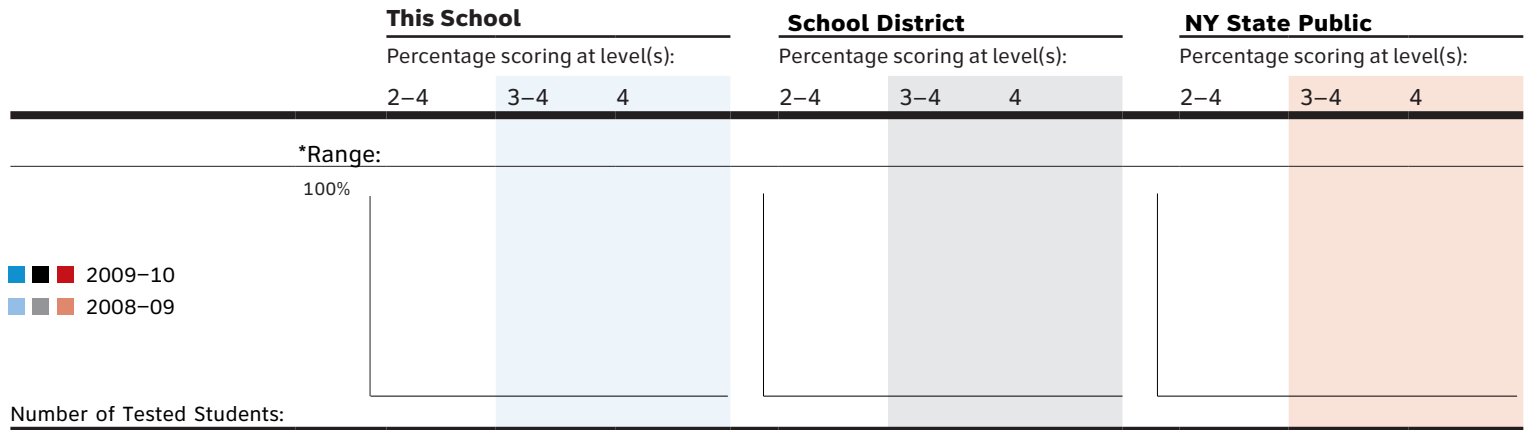 This School School District NY State Public
Percentage scoring at level(s): Percentage scoring at level(s): Percentage scoring at level(s):
2–4 3–4 4 2–4 3–4 4 2–4 3–4 4
*Range:
100%
2009–10
2008–09
Number of Tested Students: